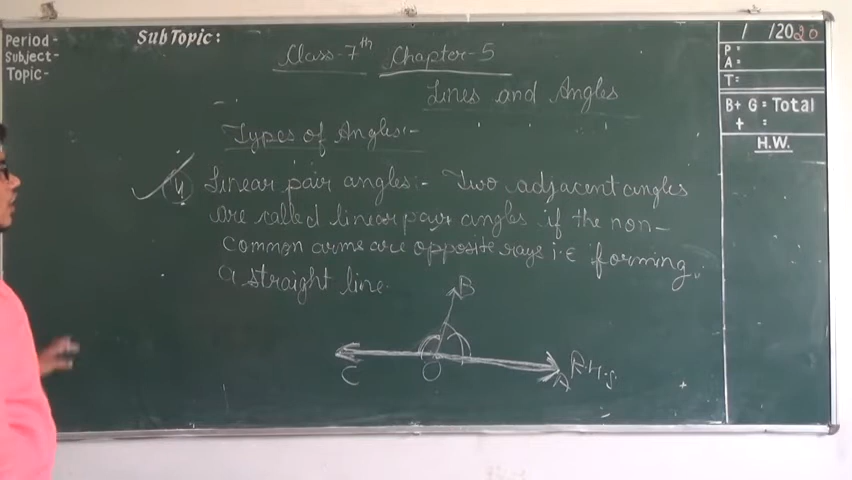 Period-
Subject-
Topic-
Sub Topic:
Class-7th Chapter-5
Lines and Angles
Types of Angles:-
(4) Linear pair angles:- Two adjacent angles
are called linear pair angles if the non-
common arms are opposite rays i.e forming
a straight line.
B
C
O
A
R.H.S.
/ /2020
P:
A:
T:
B+ G = Total
+ =
H.W.